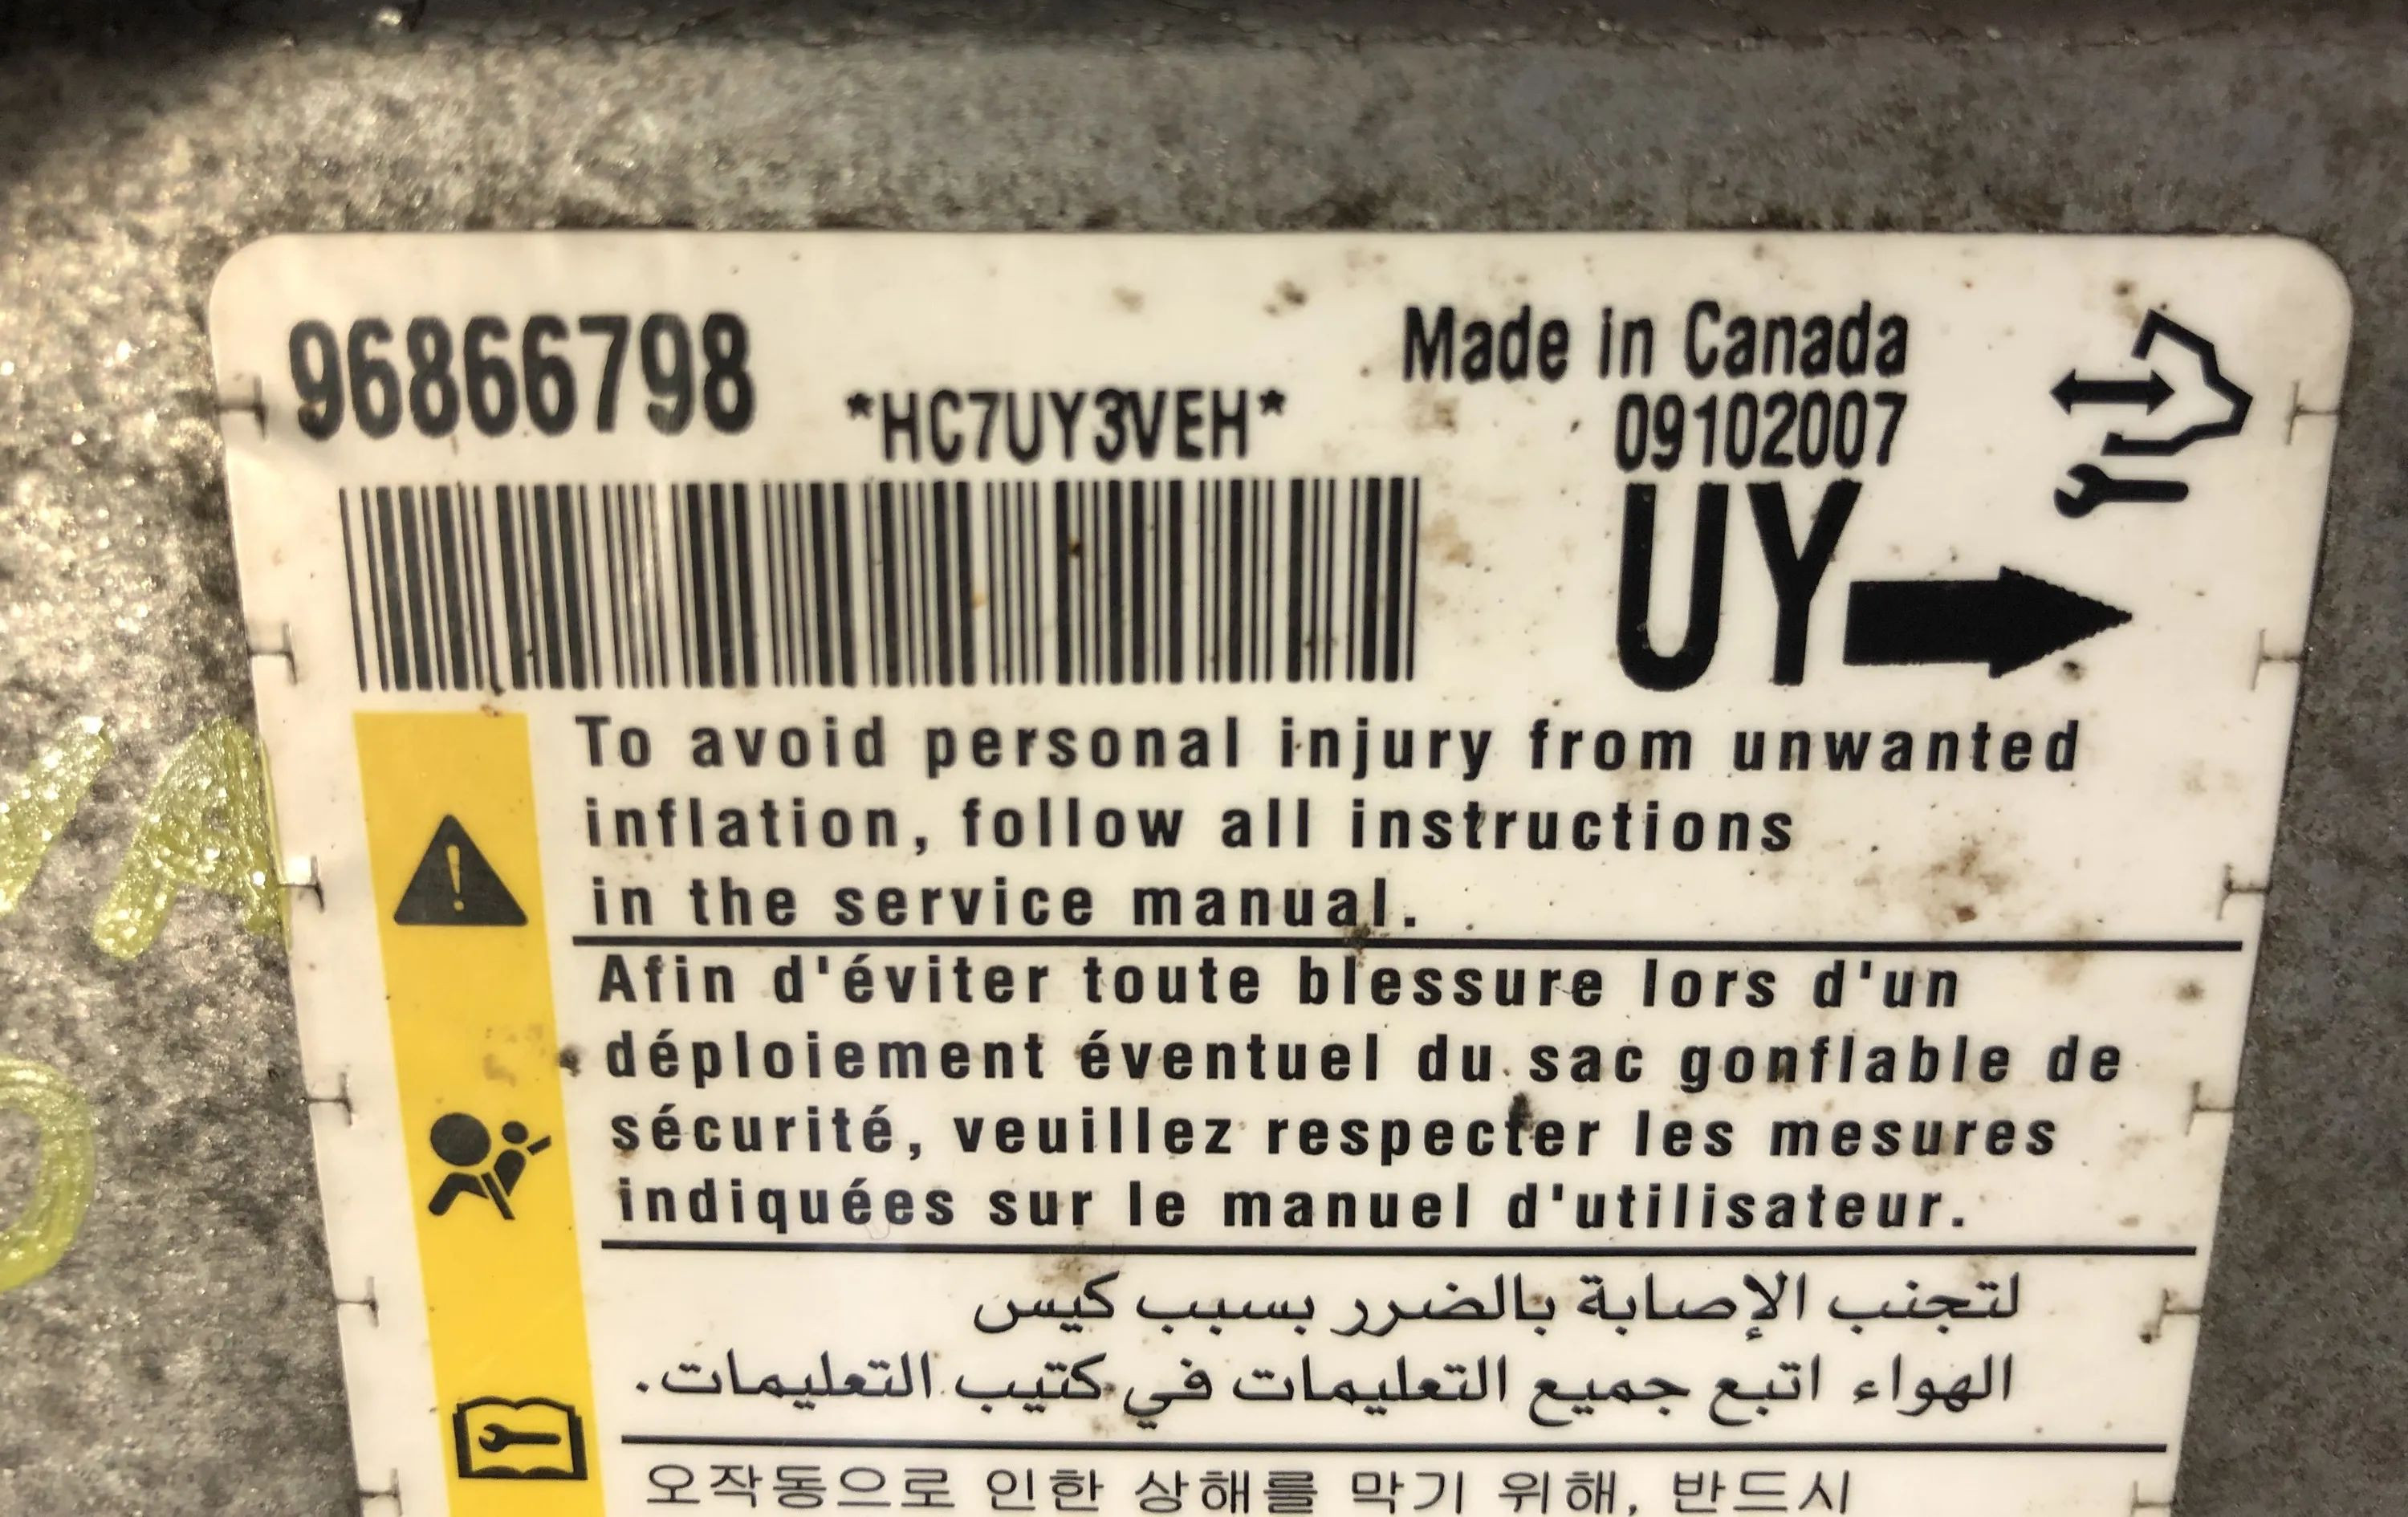 96866798
*HC7UY3VEH*
Made in Canada
09102007
UY
To avoid personal injury from unwanted
inflation, follow all instructions
in the service manual.
Afin d'éviter toute blessure lors d'un
déploiement éventuel du sac gonflable de
sécurité, veuillez respecter les mesures
indiquées sur le manuel d'utilisateur.
لتجنب الإصابة بالضرر بسبب كيس
الهواء اتبع جميع التعليمات في كتيب التعليمات.
오작동으로 인한 상해를 막기 위해, 반드시